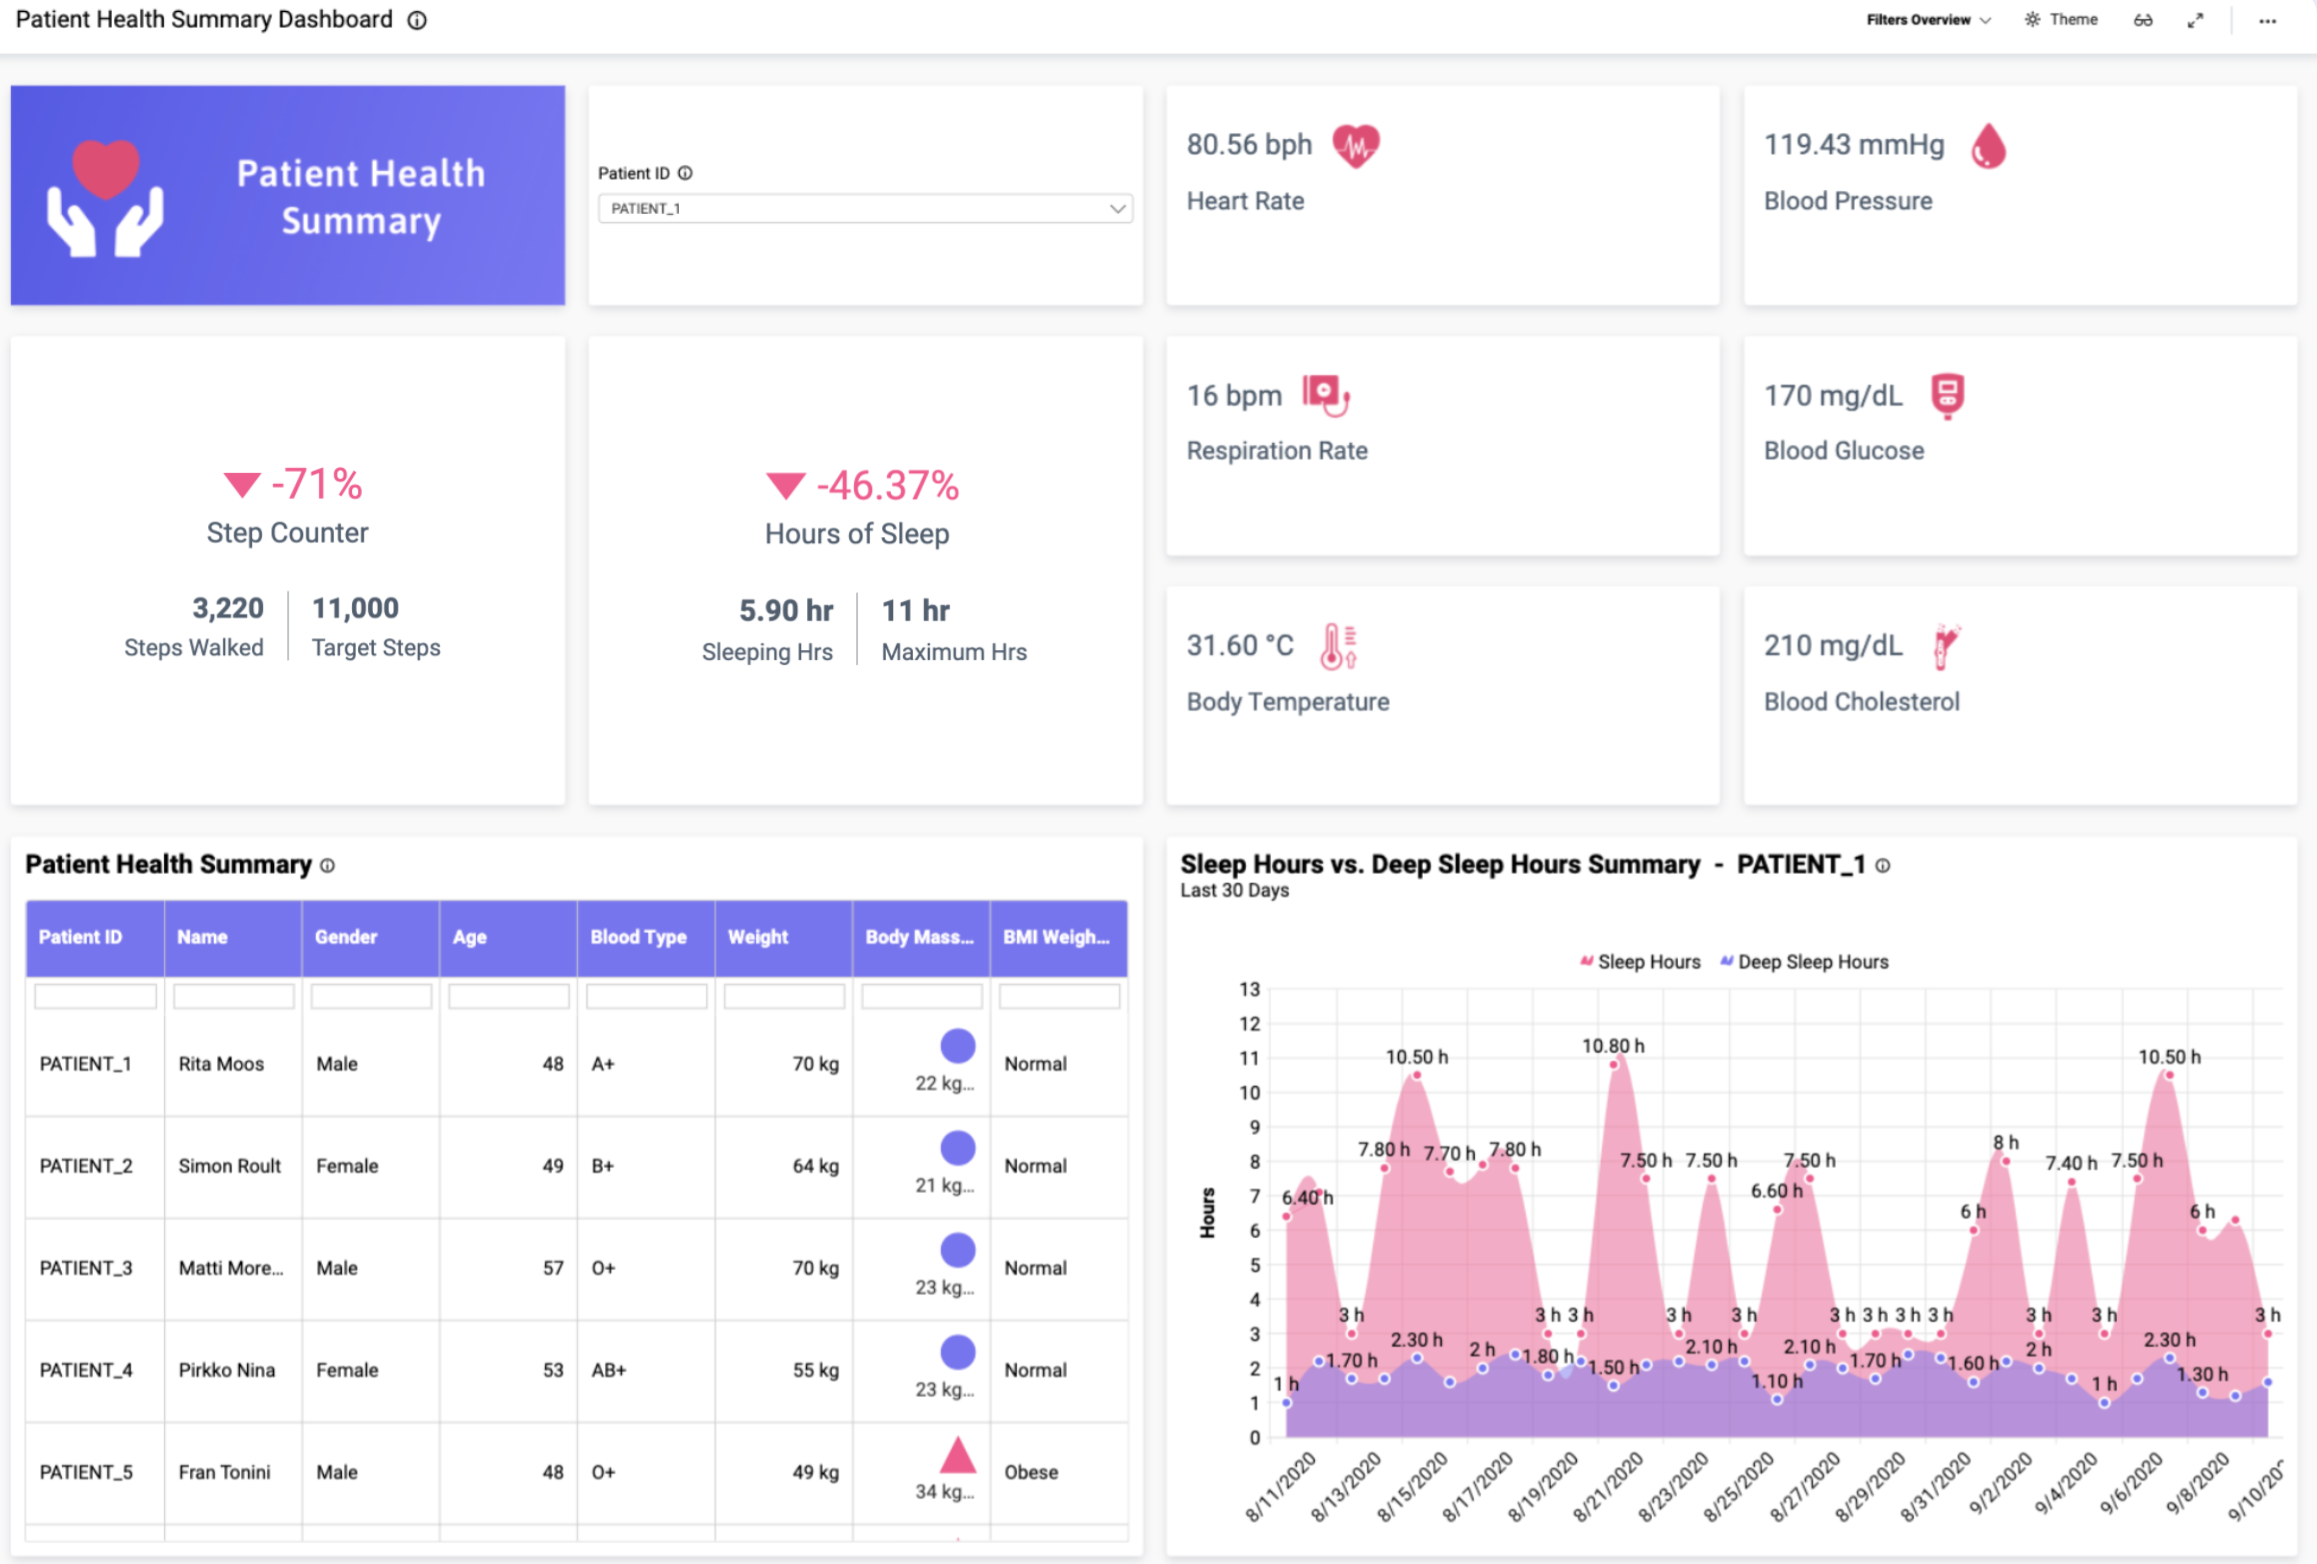 Patient Health Summary Dashboard
Filters Overview
Theme
Patient Health
Summary
Patient ID
PATIENT_1
80.56 bph
Heart Rate
119.43 mmHg
Blood Pressure
-71%
Step Counter
3,220
Steps Walked
11,000
Target Steps
-46.37%
Hours of Sleep
5.90 hr
Sleeping Hrs
11 hr
Maximum Hrs
16 bpm
Respiration Rate
170 mg/dL
Blood Glucose
31.60 °C
Body Temperature
210 mg/dL
Blood Cholesterol
Patient Health Summary
Patient ID Name Gender Age Blood Type Weight Body Mass... BMI Weigh...
PATIENT_1 Rita Moos Male 48 A+ 70 kg 22 kg... Normal
PATIENT_2 Simon Roult Female 49 B+ 64 kg 21 kg... Normal
PATIENT_3 Matti More... Male 57 O+ 70 kg 23 kg... Normal
PATIENT_4 Pirkko Nina Female 53 AB+ 55 kg 23 kg... Normal
PATIENT_5 Fran Tonini Male 48 O+ 49 kg 34 kg... Obese
Sleep Hours vs. Deep Sleep Hours Summary - PATIENT_1
Last 30 Days
Sleep Hours Deep Sleep Hours
Hours
13
12
11
10
9
8
7
6
5
4
3
2
1
0
6.40 h
3 h
7.80 h
10.50 h
7.70 h
7.80 h
3 h
3 h
10.80 h
7.50 h
3 h
7.50 h
3 h
6.60 h
7.50 h
3 h
3 h
3 h
3 h
6 h
8 h
3 h
7.40 h
3 h
7.50 h
10.50 h
6 h
3 h
1 h
1.70 h
2.30 h
2 h
1.80 h
1.50 h
2.10 h
1.10 h
2.10 h
1.70 h
1.60 h
2 h
1 h
2.30 h
1.30 h
8/11/2020
8/13/2020
8/15/2020
8/17/2020
8/19/2020
8/21/2020
8/23/2020
8/25/2020
8/27/2020
8/29/2020
8/31/2020
9/2/2020
9/4/2020
9/6/2020
9/8/2020
9/10/20